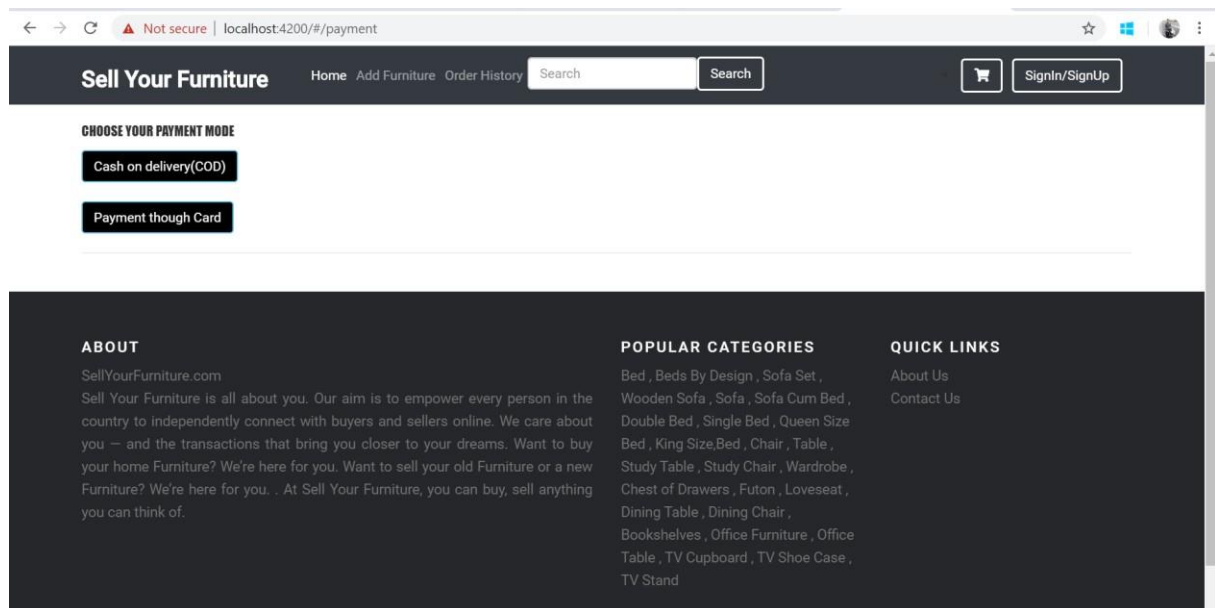 Not secure | localhost:4200/#/payment
Sell Your Furniture Home Add Furniture Order History Search Search SignIn/SignUp
CHOOSE YOUR PAYMENT MODE
Cash on delivery(COD)
Payment though Card
ABOUT
SellYourFurniture.com
Sell Your Furniture is all about you. Our aim is to empower every person in the
country to independently connect with buyers and sellers online. We care about
you — and the transactions that bring you closer to your dreams. Want to buy
your home Furniture? We're here for you. Want to sell your old Furniture or a new
Furniture? We're here for you. . At Sell Your Furniture, you can buy, sell anything
you can think of.
POPULAR CATEGORIES
Bed , Beds By Design , Sofa Set ,
Wooden Sofa , Sofa , Sofa Cum Bed ,
Double Bed , Single Bed , Queen Size
Bed , King Size,Bed , Chair , Table ,
Study Table , Study Chair , Wardrobe ,
Chest of Drawers , Futon , Loveseat ,
Dining Table , Dining Chair ,
Bookshelves , Office Furniture , Office
Table , TV Cupboard , TV Shoe Case ,
TV Stand
QUICK LINKS
About Us
Contact Us